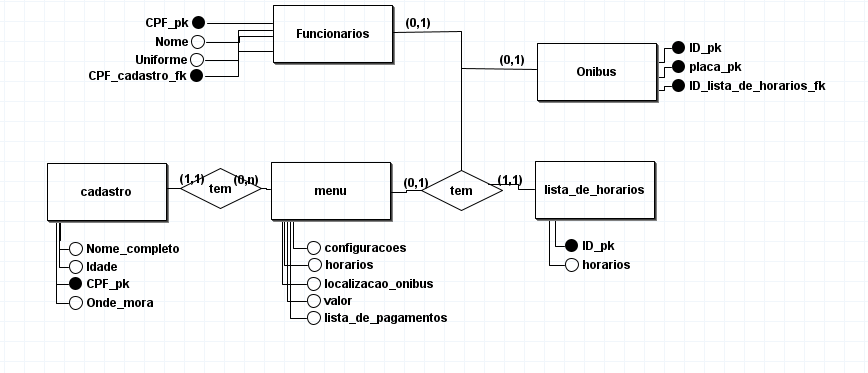 CPF_pk
Nome
Uniforme
CPF_cadastro_fk
Funcionarios
(0,1)
(0,1)
Onibus
ID_pk
placa_pk
ID_lista_de_horarios_fk
cadastro
(1,1)
tem
(0,n)
menu
(0,1)
tem
(1,1)
lista_de_horarios
Nome_completo
Idade
CPF_pk
Onde_mora
configuracoes
horarios
localizacao_onibus
valor
lista_de_pagamentos
ID_pk
horarios